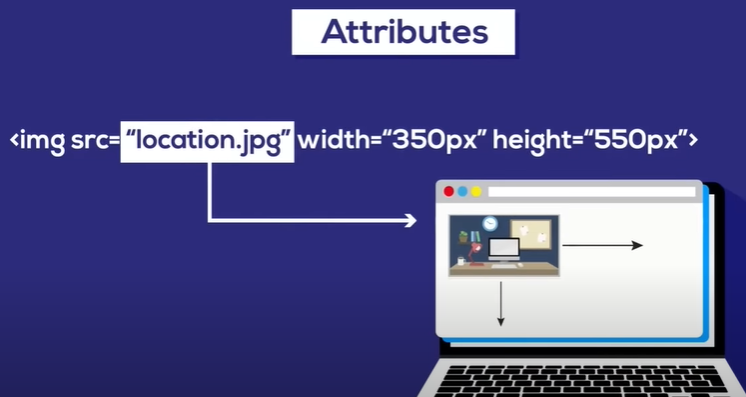 Attributes
<img src=“location.jpg” width=“350px” height=“550px”>